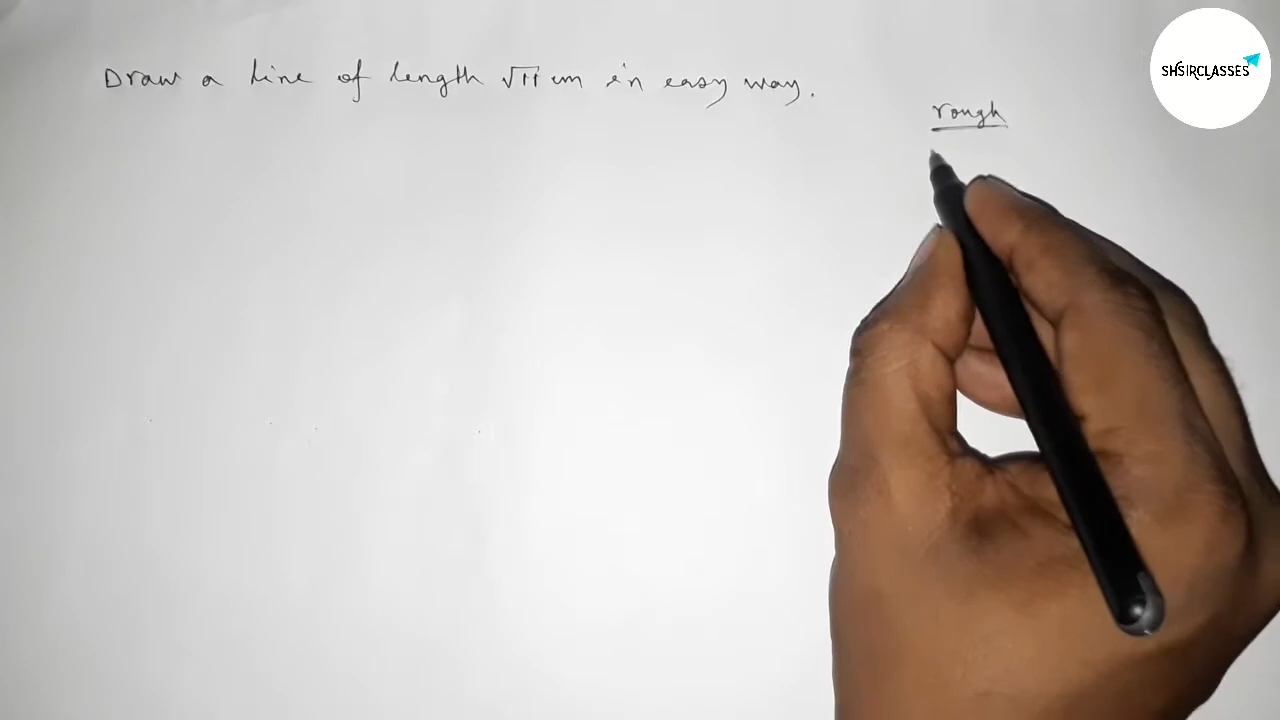 Draw a line of length √11 cm in easy way.
rough
SHSIRCLASSES